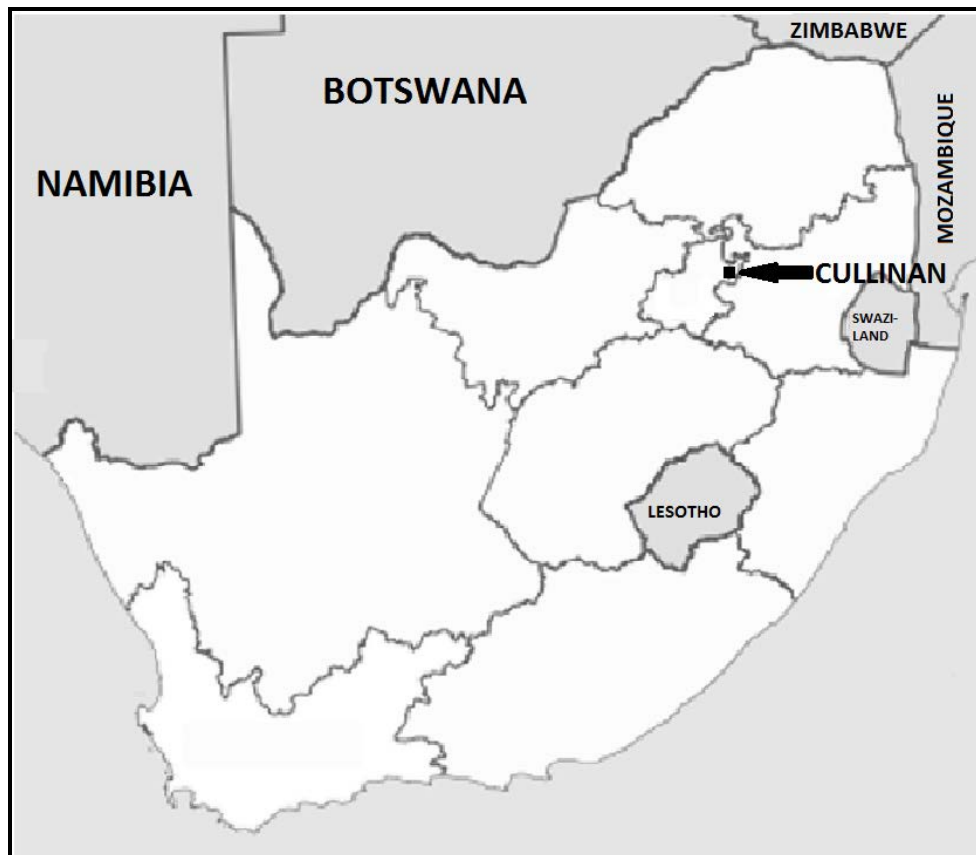 ZIMBABWE
BOTSWANA
NAMIBIA
MOZAMBIQUE
CULLINAN
SWAZI-
LAND
LESOTHO